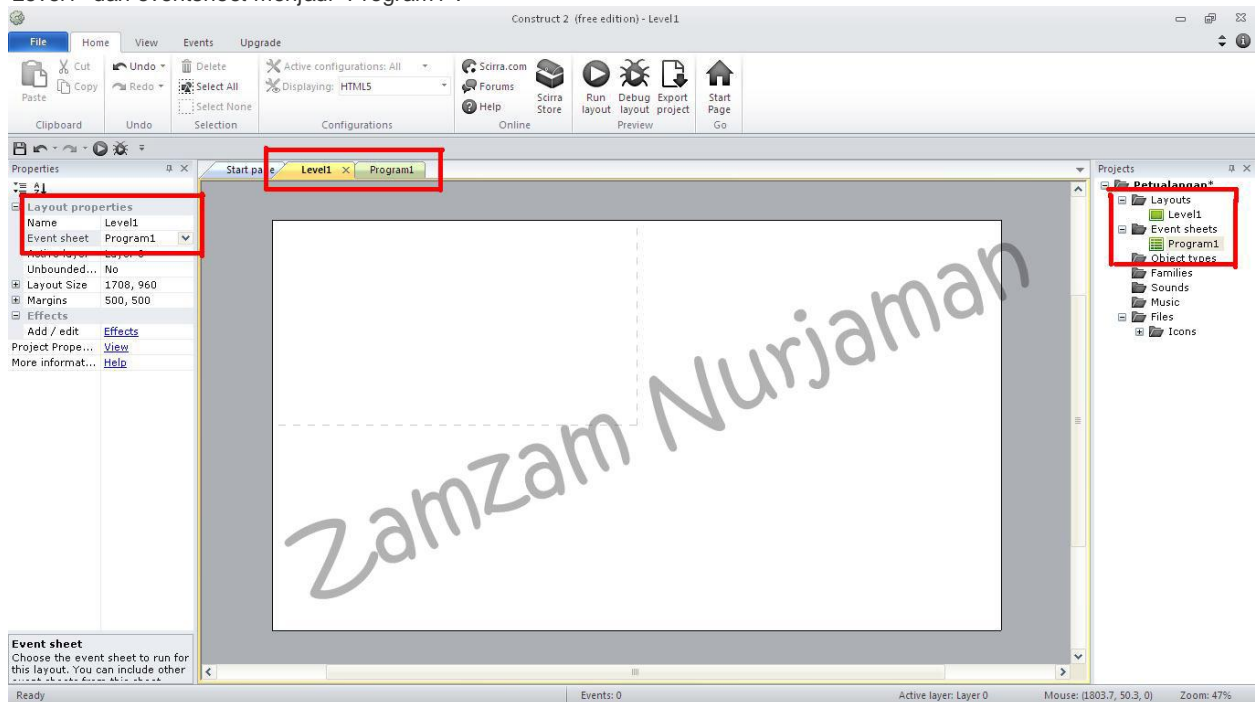 "Level1" dan eventsheet menjadi "Program1".
Construct 2 (free edition) - Level1
File Home View Events Upgrade
Paste
Cut
Copy
Clipboard
Undo
Redo
Undo
Delete
Select All
Select None
Selection
Active configurations: All
Displaying: HTML5
Configurations
Scirra.com
Forums
Help
Scirra Store
Online
Run layout
Debug layout
Export project
Preview
Start Page
Go
Properties
Layout properties
Name Level1
Event sheet Program1
Active layer Layer 0
Unbounded... No
Layout Size 1708, 960
Margins 500, 500
Effects
Add / edit Effects
Project Prope... View
More informat... Help
Event sheet
Choose the event sheet to run for
this layout. You can include other
event sheets from this sheet
Start page Level1 Program1
Zamzam Nurjaman
Projects
Petualangan*
Layouts
Level1
Event sheets
Program1
Object types
Families
Sounds
Music
Files
Icons
Ready Events: 0 Active layer: Layer 0 Mouse: (1803.7, 50.3, 0) Zoom: 47%